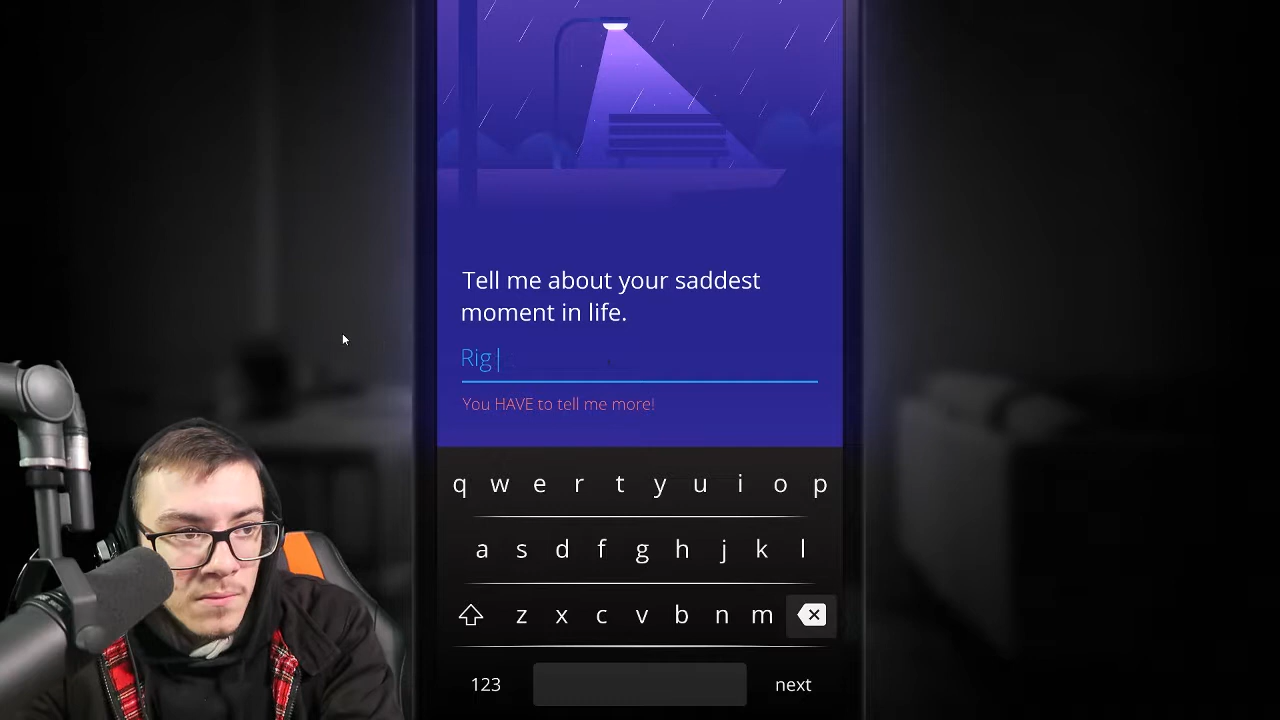 Tell me about your saddest
moment in life.
Rig
You HAVE to tell me more!
q w e r t y u i o p
a s d f g h j k l
z x c v b n m
123 next